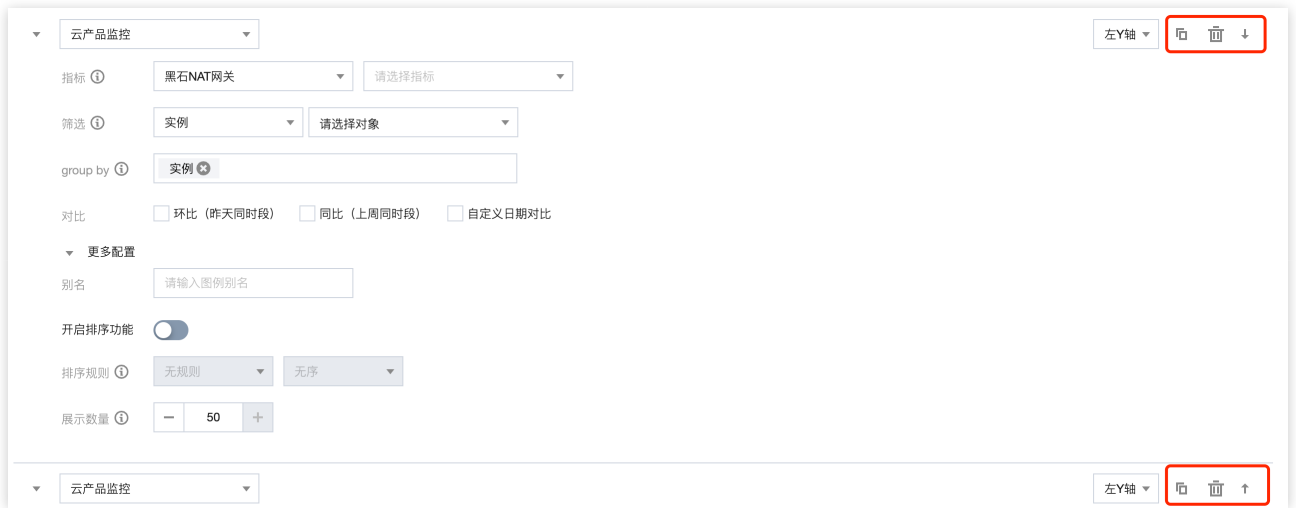 云产品监控 左Y轴
指标 黑石NAT网关 请选择指标
筛选 实例 请选择对象
group by 实例
对比 环比（昨天同时段） 同比（上周同时段） 自定义日期对比
更多配置
别名 请输入图例别名
开启排序功能
排序规则 无规则 无序
展示数量 50
云产品监控 左Y轴